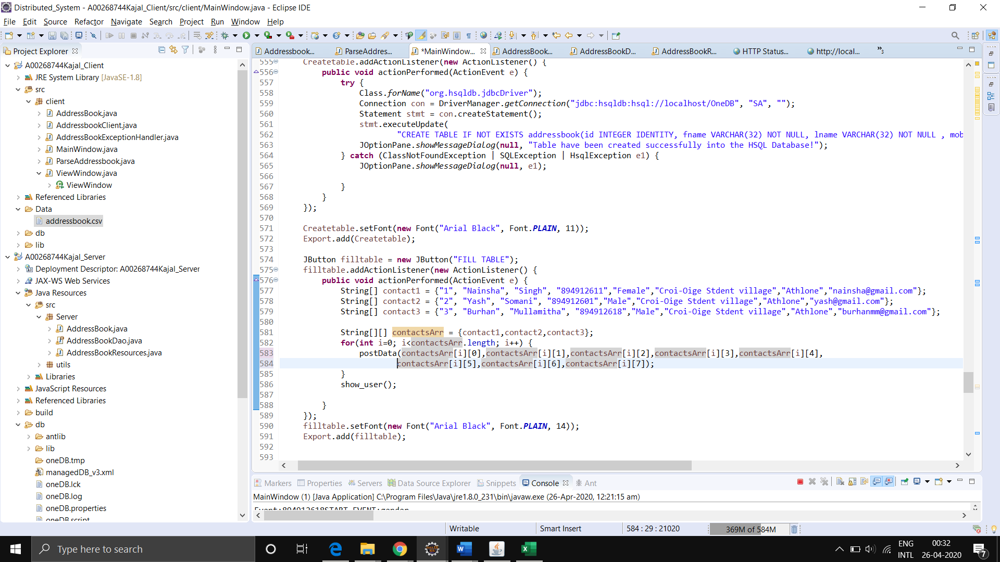 Distributed_System - A00268744Kajal_Client/src/client/MainWindow.java - Eclipse IDE
File Edit Source Refactor Navigate Search Project Run Window Help
Project Explorer
A00268744Kajal_Client
JRE System Library [JavaSE-1.8]
src
client
AddressBook.java
AddressbookClient.java
AddressBookExceptionHandler.java
MainWindow.java
ParseAddressbook.java
ViewWindow.java
ViewWindow
Referenced Libraries
Data
addressbook.csv
db
lib
A00268744Kajal_Server
Deployment Descriptor: A00268744Kajal_Server
JAX-WS Web Services
Java Resources
src
Server
AddressBook.java
AddressBookDao.java
AddressBookResources.java
utils
Libraries
JavaScript Resources
Referenced Libraries
build
db
antlib
lib
oneDB.tmp
managedDB_v3.xml
oneDB.lck
oneDB.log
oneDB.properties
oneDB.script
Addressbook... ParseAddres... *MainWindow... AddressBook... AddressBookD... AddressBookR... HTTP Status... http://local... »3
555 Createtable.addActionListener(new ActionListener() {
556 public void actionPerformed(ActionEvent e) {
557 try {
558 Class.forName("org.hsqldb.jdbcDriver");
559 Connection con = DriverManager.getConnection("jdbc:hsqldb:hsql://localhost/OneDB", "SA", "");
560 Statement stmt = con.createStatement();
561 stmt.executeUpdate(
562 "CREATE TABLE IF NOT EXISTS addressbook(id INTEGER IDENTITY, fname VARCHAR(32) NOT NULL, lname VARCHAR(32) NOT NULL , mob
563 JOptionPane.showMessageDialog(null, "Table have been created successfully into the HSQL Database!");
564 } catch (ClassNotFoundException | SQLException | HsqlException e1) {
565 JOptionPane.showMessageDialog(null, e1);
566
567 }
568 }
569 });
570
571 Createtable.setFont(new Font("Arial Black", Font.PLAIN, 11));
572 Export.add(Createtable);
573
574 JButton filltable = new JButton("FILL TABLE");
575 filltable.addActionListener(new ActionListener() {
576 public void actionPerformed(ActionEvent e) {
577 String[] contact1 = {"1", "Nainsha", "Singh", "894912611","Female","Croi-Oige Stdent village","Athlone","nainsha@gmail.com"};
578 String[] contact2 = {"2", "Yash", "Somani", "894912601","Male","Croi-Oige Stdent village","Athlone","yash@gmail.com"};
579 String[] contact3 = {"3", "Burhan", "Mullamitha", "894912618","Male","Croi-Oige Stdent village","Athlone","burhanmm@gmail.com"};
580
581 String[][] contactsArr = {contact1,contact2,contact3};
582 for(int i=0; i<contactsArr.length; i++) {
583 postData(contactsArr[i][0],contactsArr[i][1],contactsArr[i][2],contactsArr[i][3],contactsArr[i][4],
584 contactsArr[i][5],contactsArr[i][6],contactsArr[i][7]);
585 }
586 show_user();
587
588 }
589 });
590 filltable.setFont(new Font("Arial Black", Font.PLAIN, 14));
591 Export.add(filltable);
592
593
Markers Properties Servers Data Source Explorer Snippets Console Ant
MainWindow (1) [Java Application] C:\Program Files\Java\jre1.8.0_231\bin\javaw.exe (26-Apr-2020, 12:21:15 am)
Event:894912618START EVENT:gender
Writable Smart Insert 584 : 29 : 21020 369M of 584M
Type here to search
ENG 00:32
INTL 26-04-2020 7